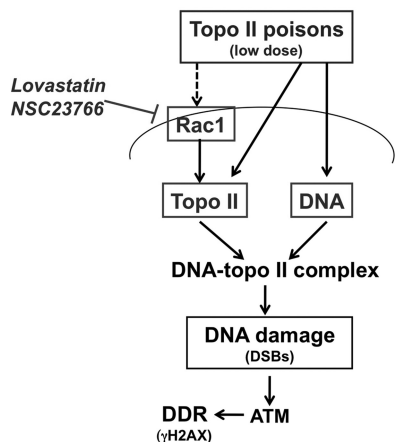 Topo II poisons
(low dose)
Lovastatin
NSC23766
Rac1
Topo II
DNA
DNA-topo II complex
DNA damage
(DSBs)
DDR
ATM
(γH2AX)